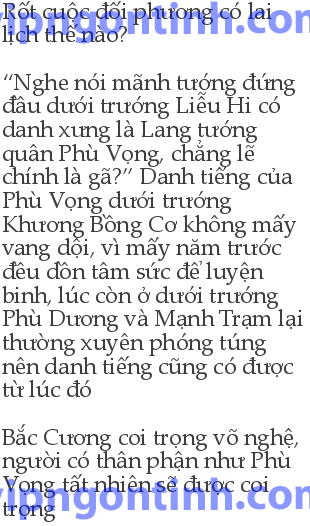 Rốt cuộc đối phương có lai
lịch thế nào?
“Nghe nói mãnh tướng đứng
đầu dưới trướng Liễu Hi có
danh xưng là Lang tướng
quân Phù Vọng, chẳng lẽ
chính là gã?” Danh tiếng của
Phù Vọng dưới trướng
Khương Bồng Cơ không mấy
vang dội, vì mấy năm trước
đều dồn tâm sức để luyện
binh, lúc còn ở dưới trướng
Phù Dương và Mạnh Trạm lại
thường xuyên phóng túng
nên danh tiếng cũng có được
từ lúc đó
Bắc Cương coi trọng võ nghệ,
người có thân phận như Phù
Vọng tất nhiên sẽ được coi
trọng
vipngontinh.com
vipngontinh.com